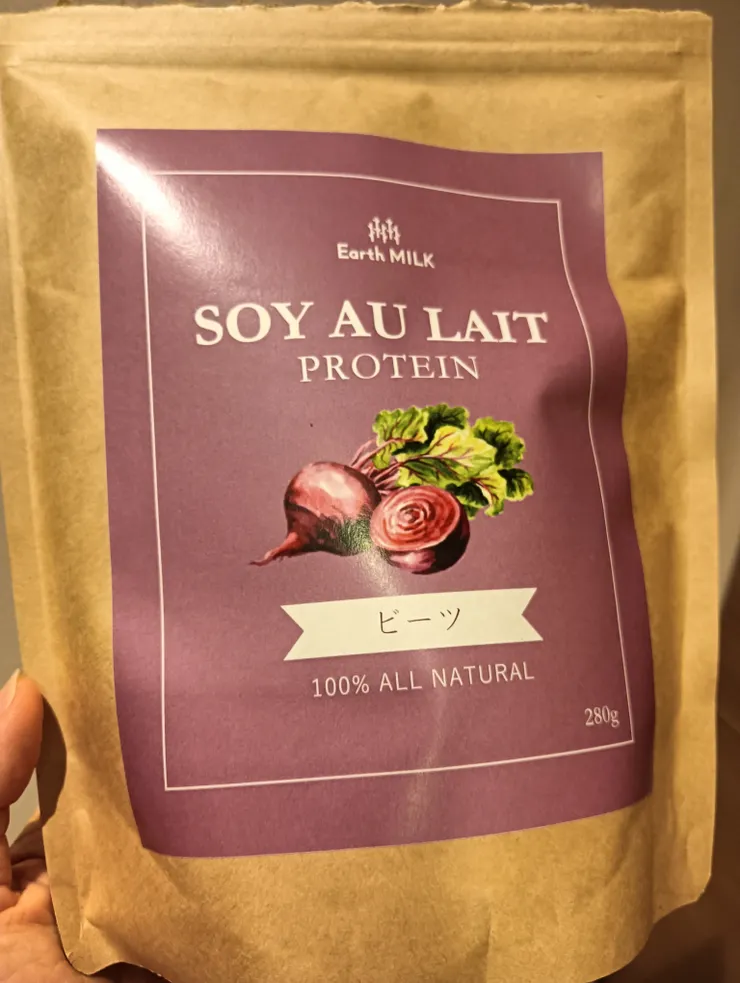 Earth MILK
SOY AU LAIT
PROTEIN
ビーツ
100% ALL NATURAL
280g